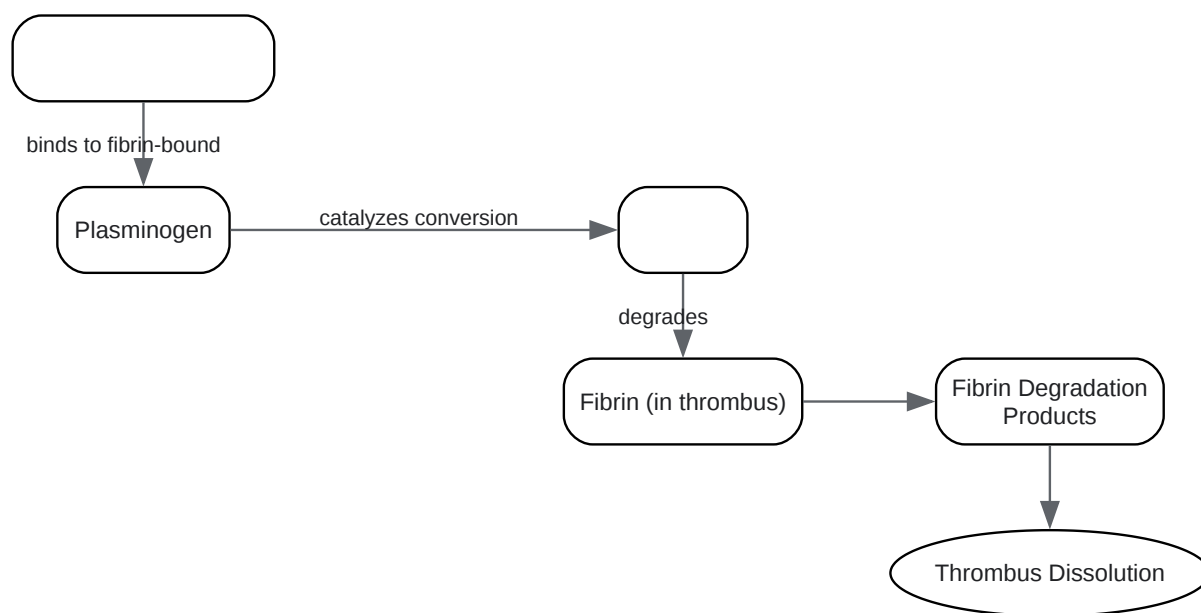 binds to fibrin-bound
Plasminogen
catalyzes conversion
degrades
Fibrin (in thrombus)
Fibrin Degradation
Products
Thrombus Dissolution